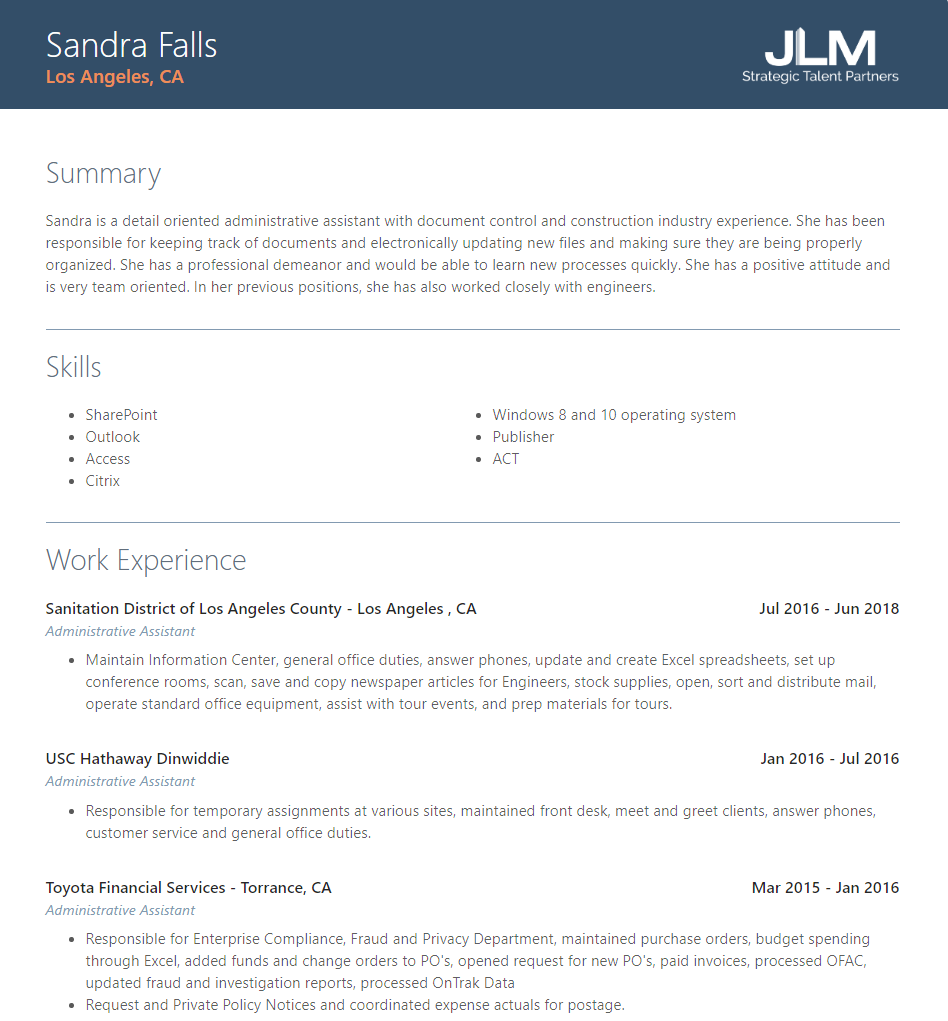 Sandra Falls
Los Angeles, CA
JLM
Strategic Talent Partners
Summary
Sandra is a detail oriented administrative assistant with document control and construction industry experience. She has been
responsible for keeping track of documents and electronically updating new files and making sure they are being properly
organized. She has a professional demeanor and would be able to learn new processes quickly. She has a positive attitude and
is very team oriented. In her previous positions, she has also worked closely with engineers.
Skills
• SharePoint
• Outlook
• Access
• Citrix
• Windows 8 and 10 operating system
• Publisher
• ACT
Work Experience
Sanitation District of Los Angeles County - Los Angeles , CA Jul 2016 - Jun 2018
Administrative Assistant
• Maintain Information Center, general office duties, answer phones, update and create Excel spreadsheets, set up
conference rooms, scan, save and copy newspaper articles for Engineers, stock supplies, open, sort and distribute mail,
operate standard office equipment, assist with tour events, and prep materials for tours.
USC Hathaway Dinwiddie Jan 2016 - Jul 2016
Administrative Assistant
• Responsible for temporary assignments at various sites, maintained front desk, meet and greet clients, answer phones,
customer service and general office duties.
Toyota Financial Services - Torrance, CA Mar 2015 - Jan 2016
Administrative Assistant
• Responsible for Enterprise Compliance, Fraud and Privacy Department, maintained purchase orders, budget spending
through Excel, added funds and change orders to PO's, opened request for new PO's, paid invoices, processed OFAC,
updated fraud and investigation reports, processed OnTrak Data
• Request and Private Policy Notices and coordinated expense actuals for postage.